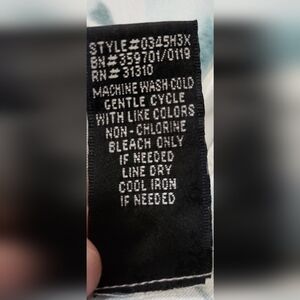 STYLE#0345H3X
BN#359701/0119
RN#31310
MACHINE WASH COLD
GENTLE CYCLE
WITH LIKE COLORS
NON-CHLORINE
BLEACH ONLY
IF NEEDED
LINE DRY
COOL IRON
IF NEEDED